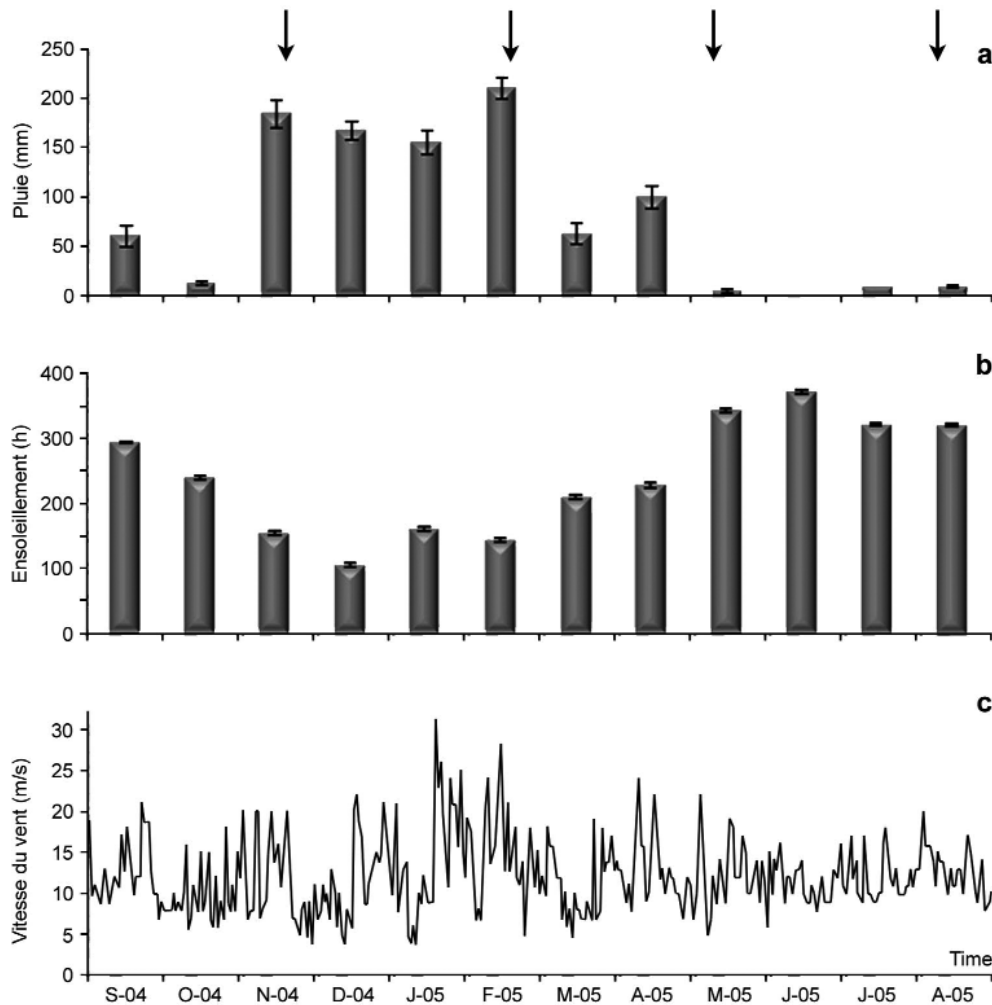 a
250
200
150
100
50
0
Pluie (mm)
b
400
300
200
100
0
Ensoleillement (h)
c
30
25
20
15
10
5
0
Vitesse du vent (m/s)
Time
S-04 O-04 N-04 D-04 J-05 F-05 M-05 A-05 M-05 J-05 J-05 A-05